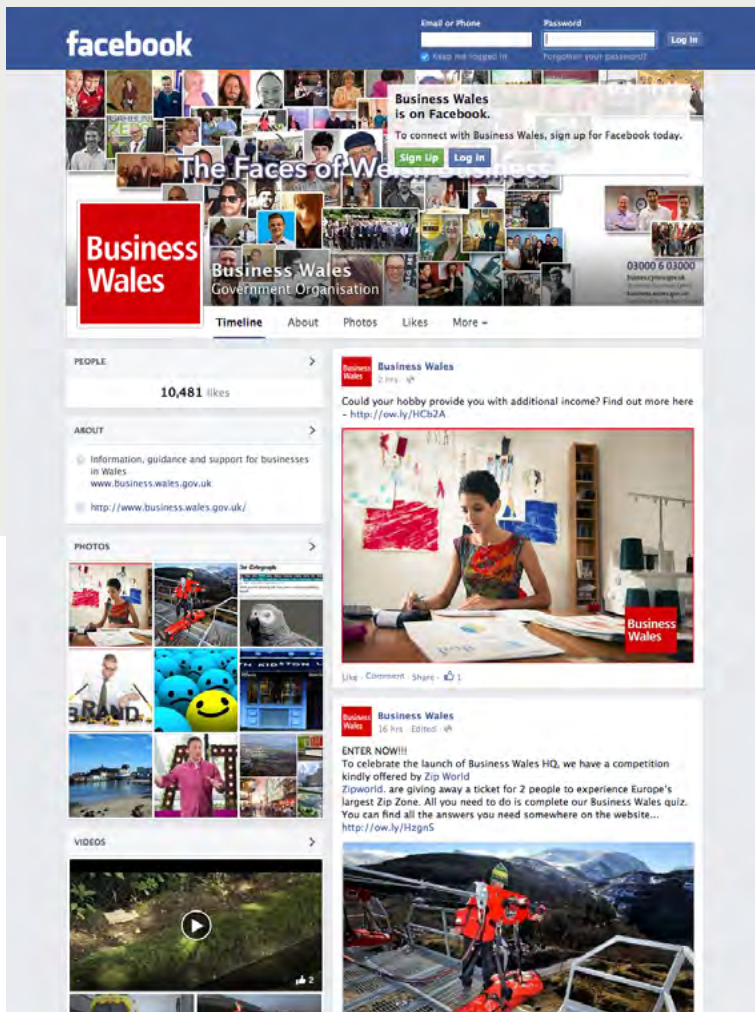 facebook
Email or Phone
Password
Log In
Keep me logged in
Forgotten your password?
Business Wales
is on Facebook.
To connect with Business Wales, sign up for Facebook today.
Sign Up
Log In
The Faces of Welsh Business
03000 6 03000
Business
Wales
Business Wales
Government Organisation
Timeline
About
Photos
Likes
More
PEOPLE
10,481 likes
ABOUT
Information, guidance and support for businesses
in Wales
www.business.wales.gov.uk
http://www.business.wales.gov.uk/
PHOTOS
BRAND
VIDEOS
2
Business
Wales
Business Wales
2 hrs
Could your hobby provide you with additional income? Find out more here
- http://ow.ly/HCb2A
Business
Wales
Like · Comment · Share · 1
Business
Wales
Business Wales
16 hrs · Edited
ENTER NOW!!!
To celebrate the launch of Business Wales HQ, we have a competition
kindly offered by Zip World
Zipworld. are giving away a ticket for 2 people to experience Europe's
largest Zip Zone. All you need to do is complete our Business Wales quiz.
You can find all the answers you need somewhere on the website...
http://ow.ly/HzgnS